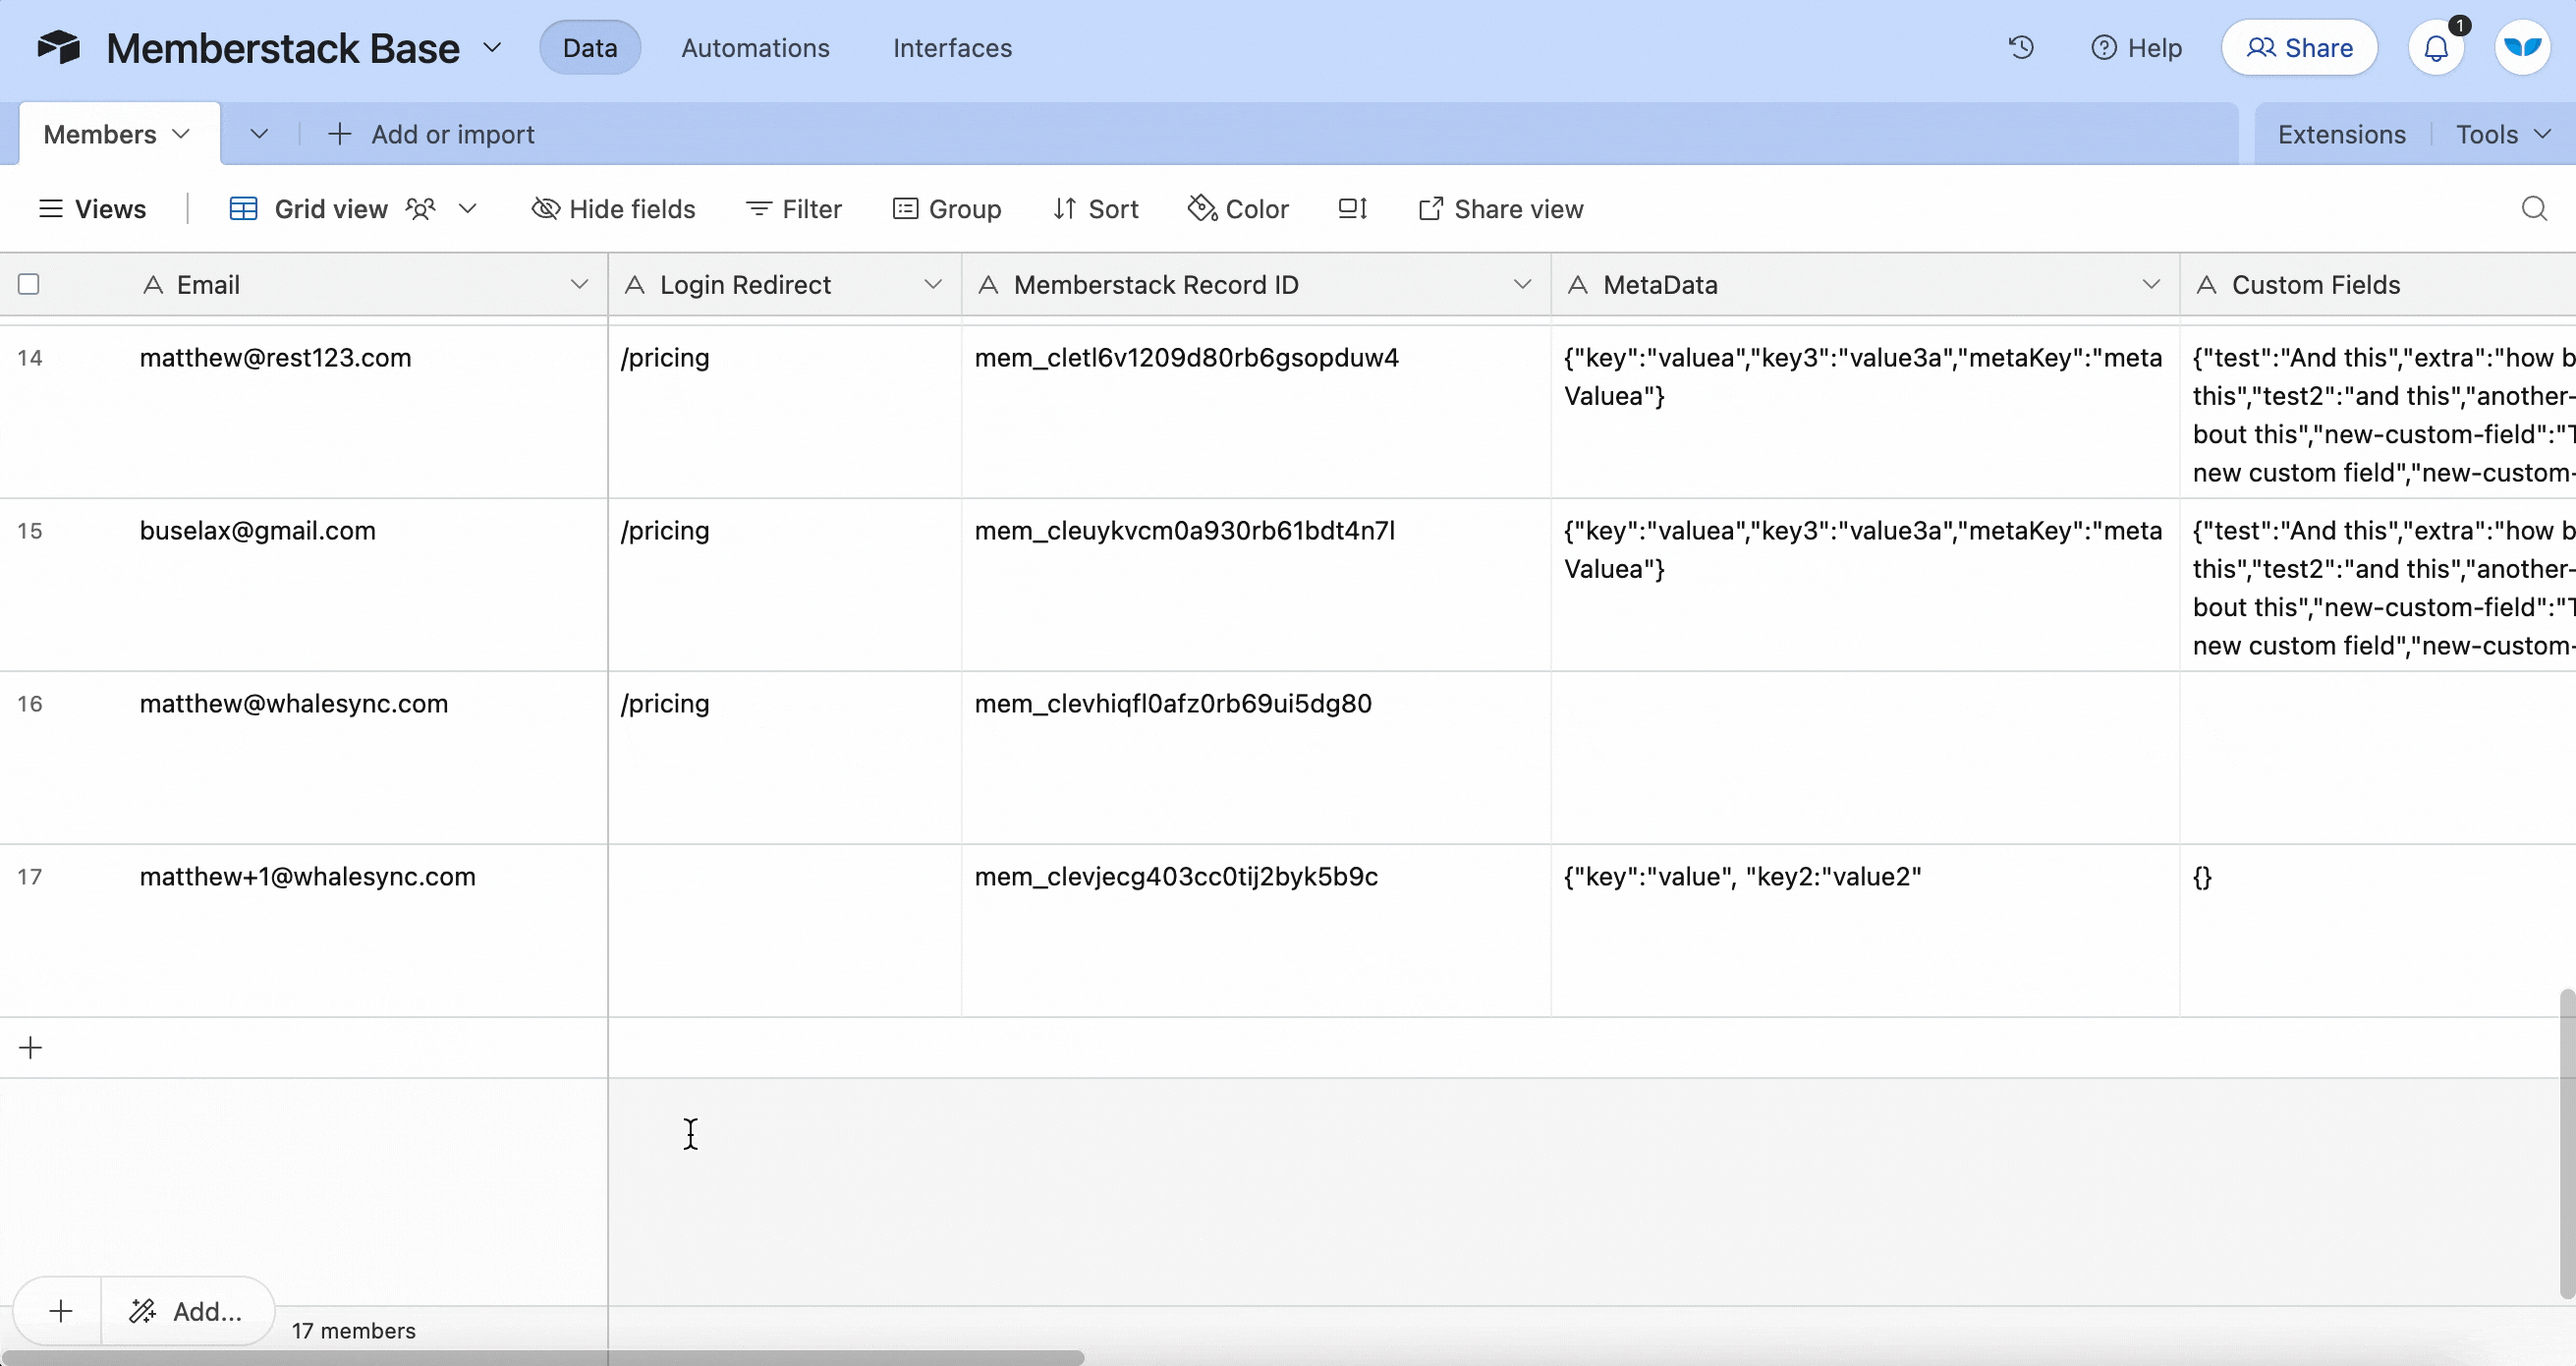 Memberstack Base Data Automations Interfaces Help Share 1
Members Add or import Extensions Tools
Views Grid view Hide fields Filter Group Sort Color Share view
A Email A Login Redirect A Memberstack Record ID A MetaData A Custom Fields
14 matthew@rest123.com /pricing mem_cletl6v1209d80rb6gsopduw4 {"key":"valuea","key3":"value3a","metaKey":"meta {"test":"And this","extra":"how b
Valuea"} this","test2":"and this","another-
bout this","new-custom-field":"T
new custom field","new-custom-
15 buselax@gmail.com /pricing mem_cleuykvcm0a930rb61bdt4n7l {"key":"valuea","key3":"value3a","metaKey":"meta {"test":"And this","extra":"how b
Valuea"} this","test2":"and this","another-
bout this","new-custom-field":"T
new custom field","new-custom-
16 matthew@whalesync.com /pricing mem_clevhiqfl0afz0rb69ui5dg80
17 matthew+1@whalesync.com mem_clevjecg403cc0tij2byk5b9c {"key":"value", "key2:"value2" {}
Add...
17 members